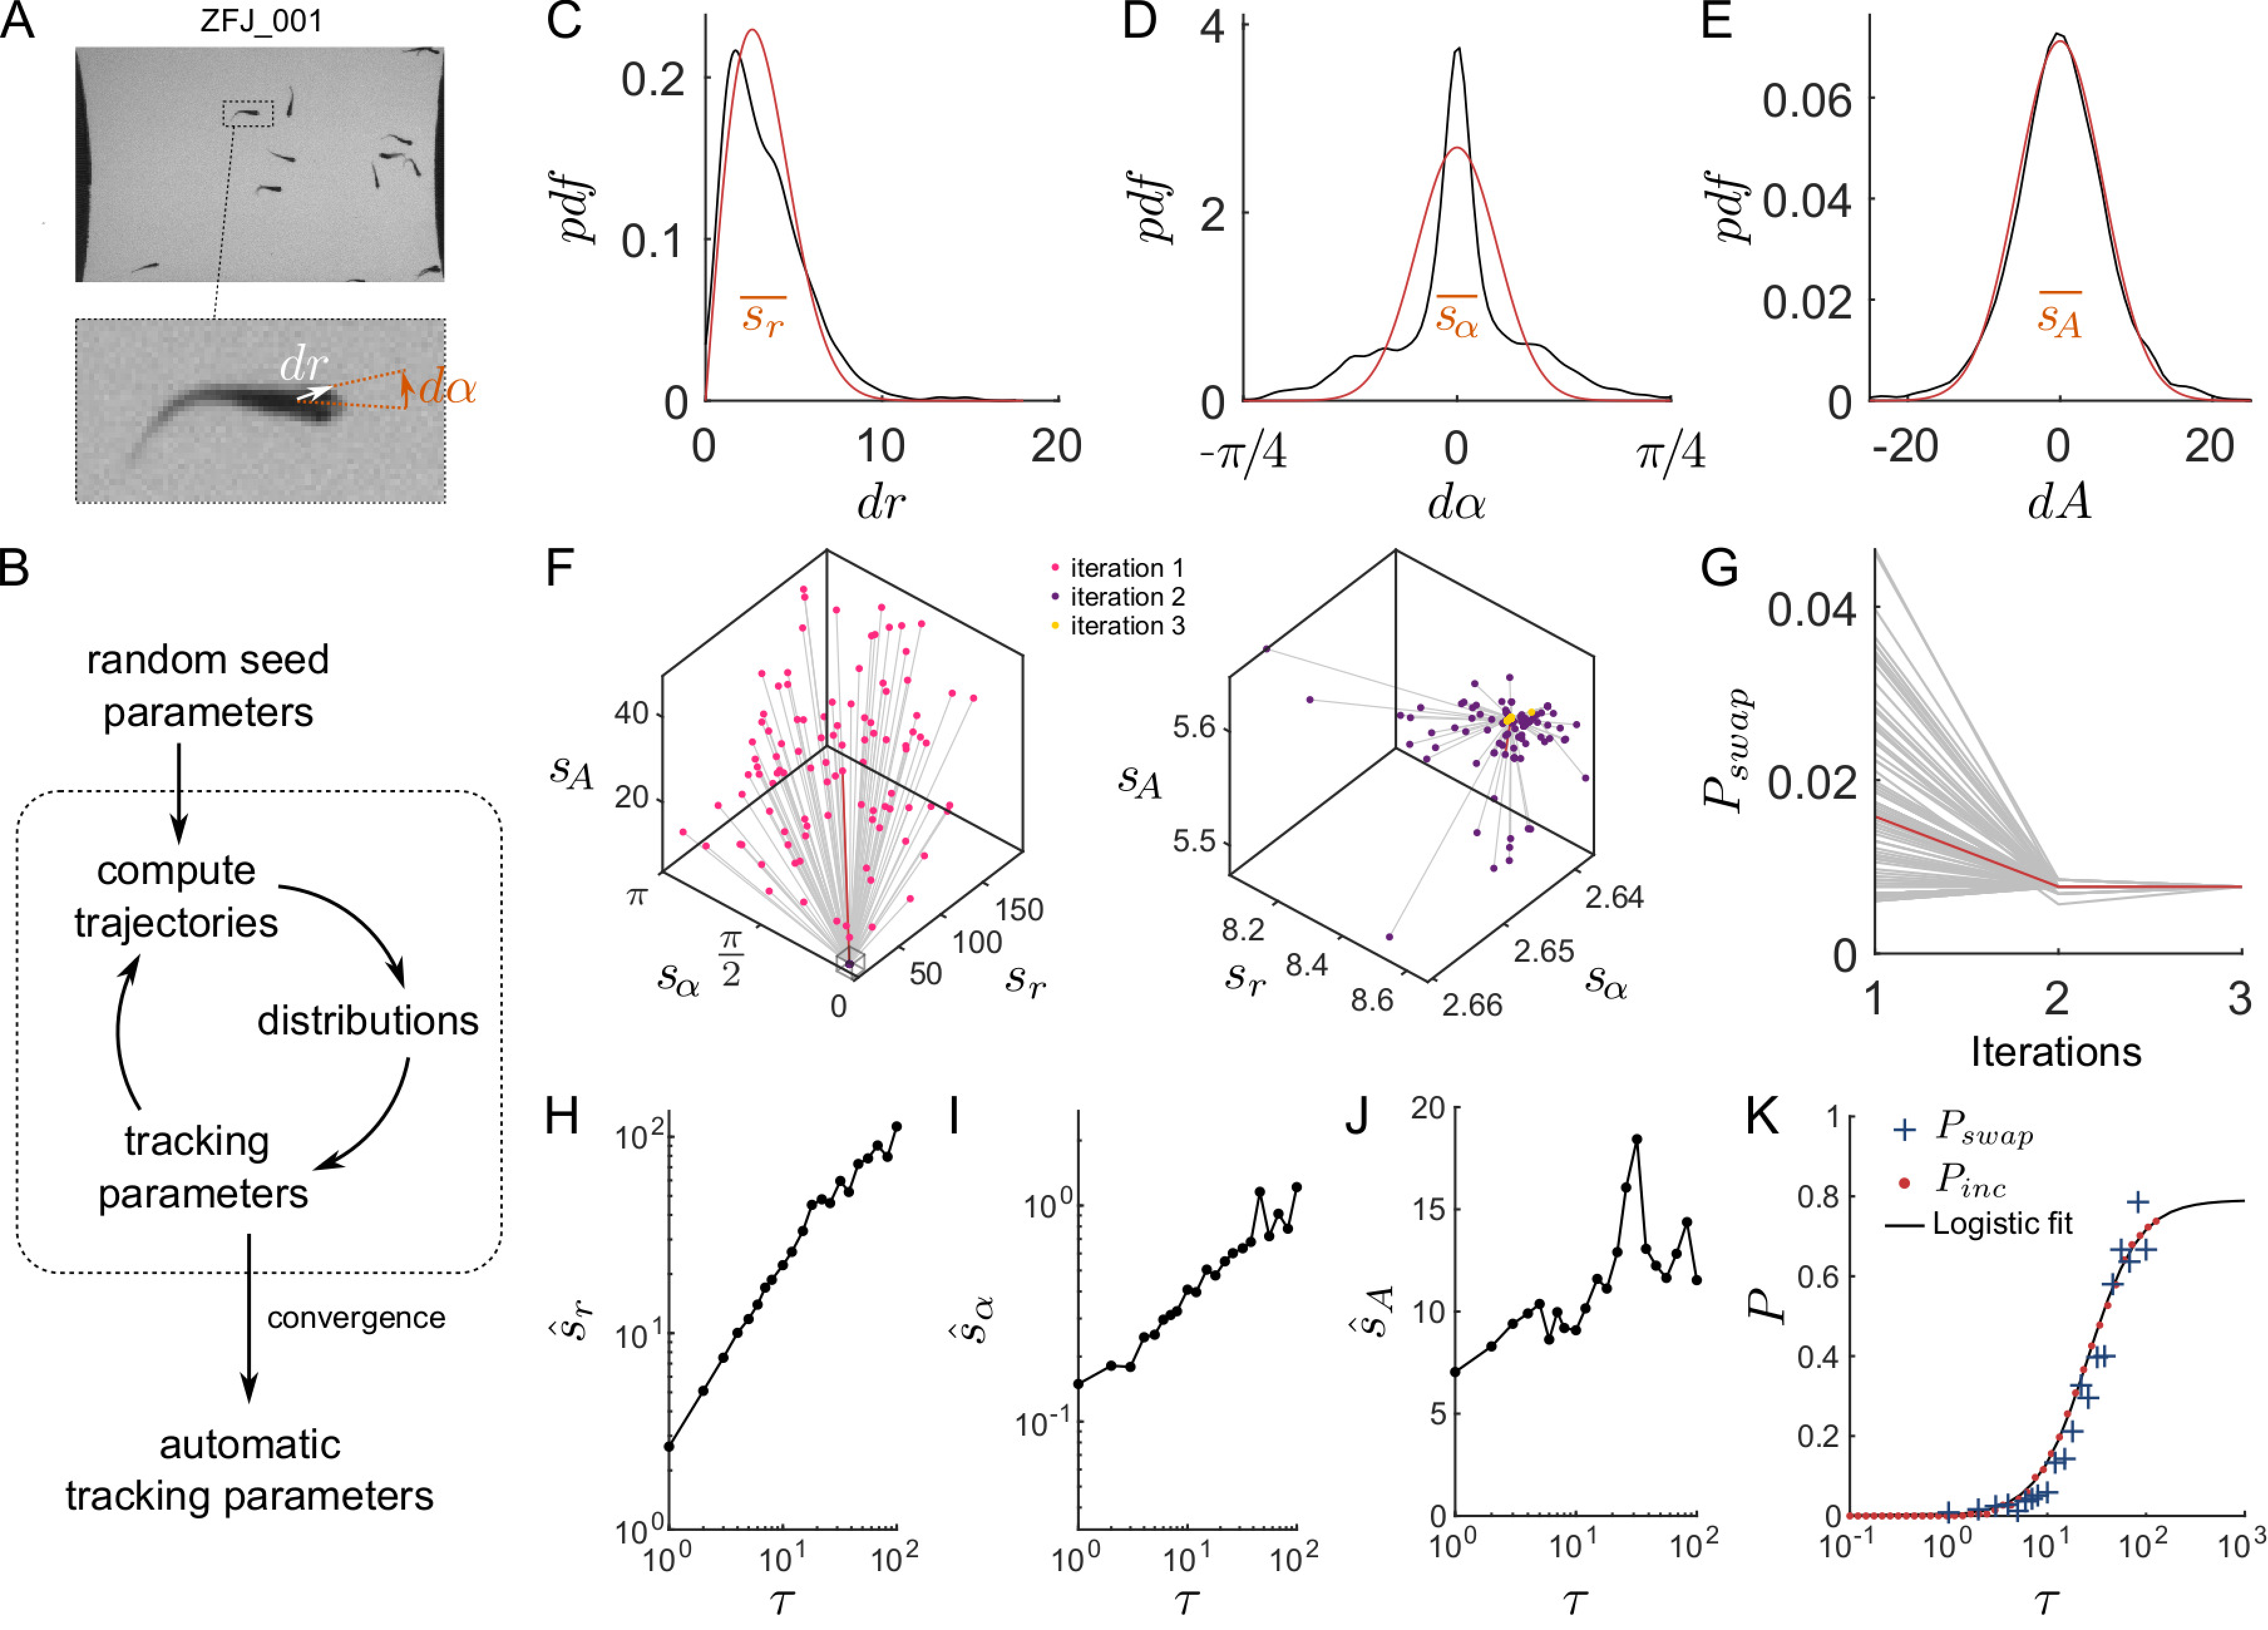 A
ZFJ_001
dr
dα
B
random seed
parameters
compute
trajectories
distributions
tracking
parameters
convergence
automatic
tracking parameters
C
pdf
0.2
0.1
0
0
10
20
dr
s_r
D
pdf
4
2
0
-π/4
0
π/4
dα
s_α
E
pdf
0.06
0.04
0.02
0
-20
0
20
dA
s_A
F
iteration 1
iteration 2
iteration 3
s_A
40
20
π
π/2
0
s_α
50
100
150
s_r
s_A
5.6
5.5
8.2
8.4
8.6
s_r
2.66
2.65
2.64
s_α
G
P_swap
0.04
0.02
0
1
2
3
Iterations
H
ŝ_r
10^2
10^1
10^0
10^0
10^1
10^2
τ
I
ŝ_α
10^0
10^-1
10^0
10^1
10^2
τ
J
ŝ_A
20
15
10
5
0
10^0
10^1
10^2
τ
K
P
1
0.8
0.6
0.4
0.2
0
P_swap
P_inc
Logistic fit
10^-1
10^0
10^1
10^2
10^3
τ